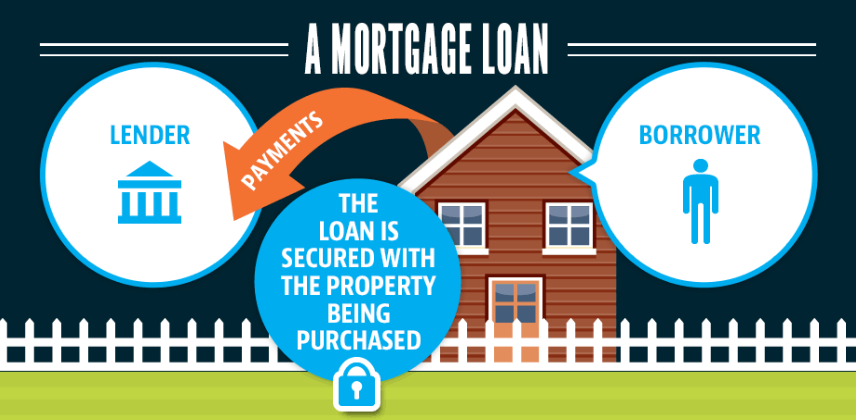 A MORTGAGE LOAN
LENDER
PAYMENTS
BORROWER
THE
LOAN IS
SECURED WITH
THE PROPERTY
BEING
PURCHASED